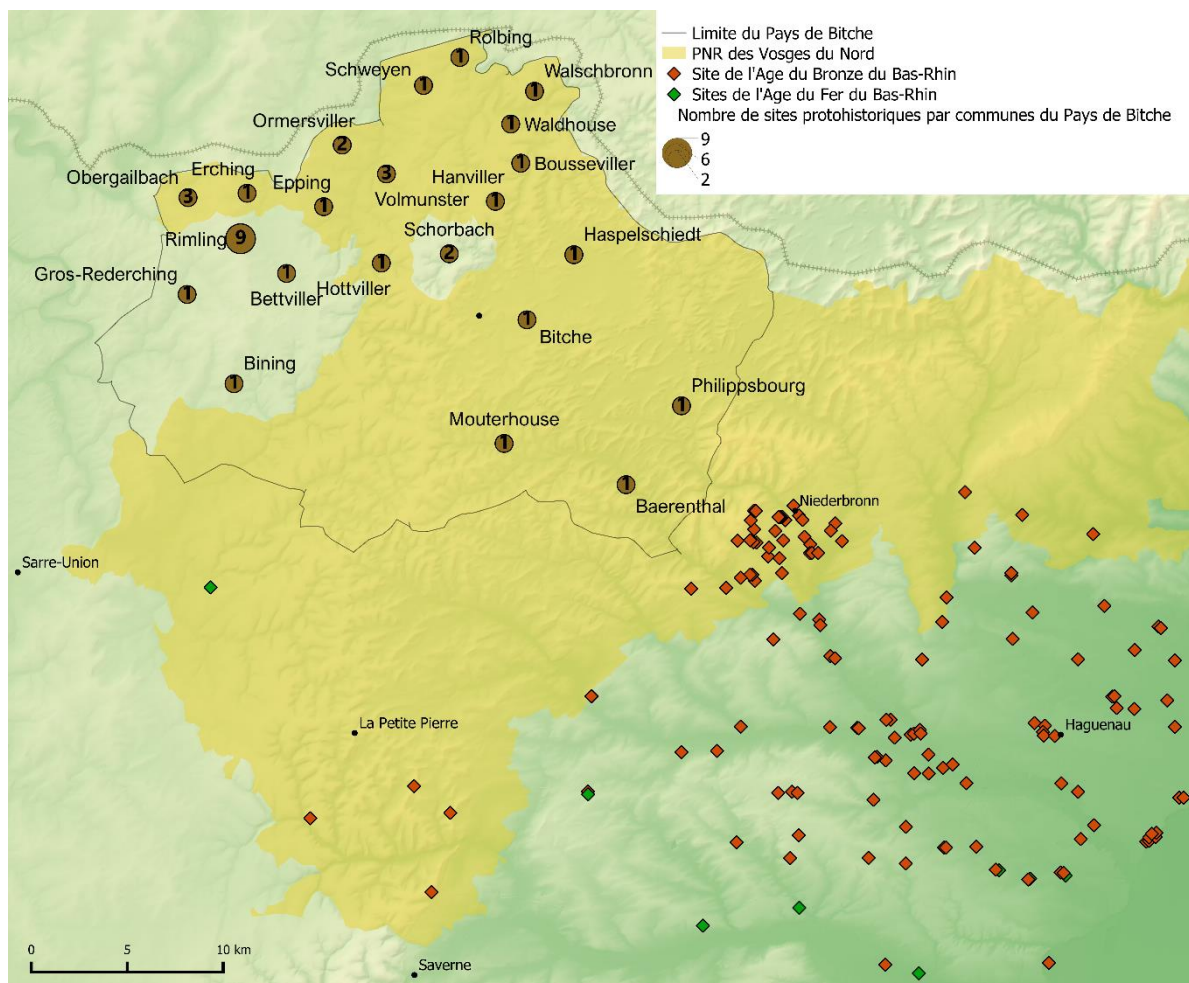 Limite du Pays de Bitche
PNR des Vosges du Nord
Site de l'Age du Bronze du Bas-Rhin
Sites de l'Age du Fer du Bas-Rhin
Nombre de sites protohistoriques par communes du Pays de Bitche
9
6
2
Rolbing
1
Schweyen
1
Walschbronn
1
Ormersviller
2
Waldhouse
1
Bousseviller
1
Obergailbach
3
Erching
1
Epping
1
Volmunster
3
Hanviller
1
Rimling
9
Schorbach
2
Haspelschiedt
1
Gros-Rederching
1
Bettviller
1
Hottviller
1
Bitche
1
Bining
1
Philippsbourg
1
Mouterhouse
1
Baerenthal
1
Niederbronn
Sarre-Union
La Petite Pierre
Haguenau
Saverne
0 5 10 km